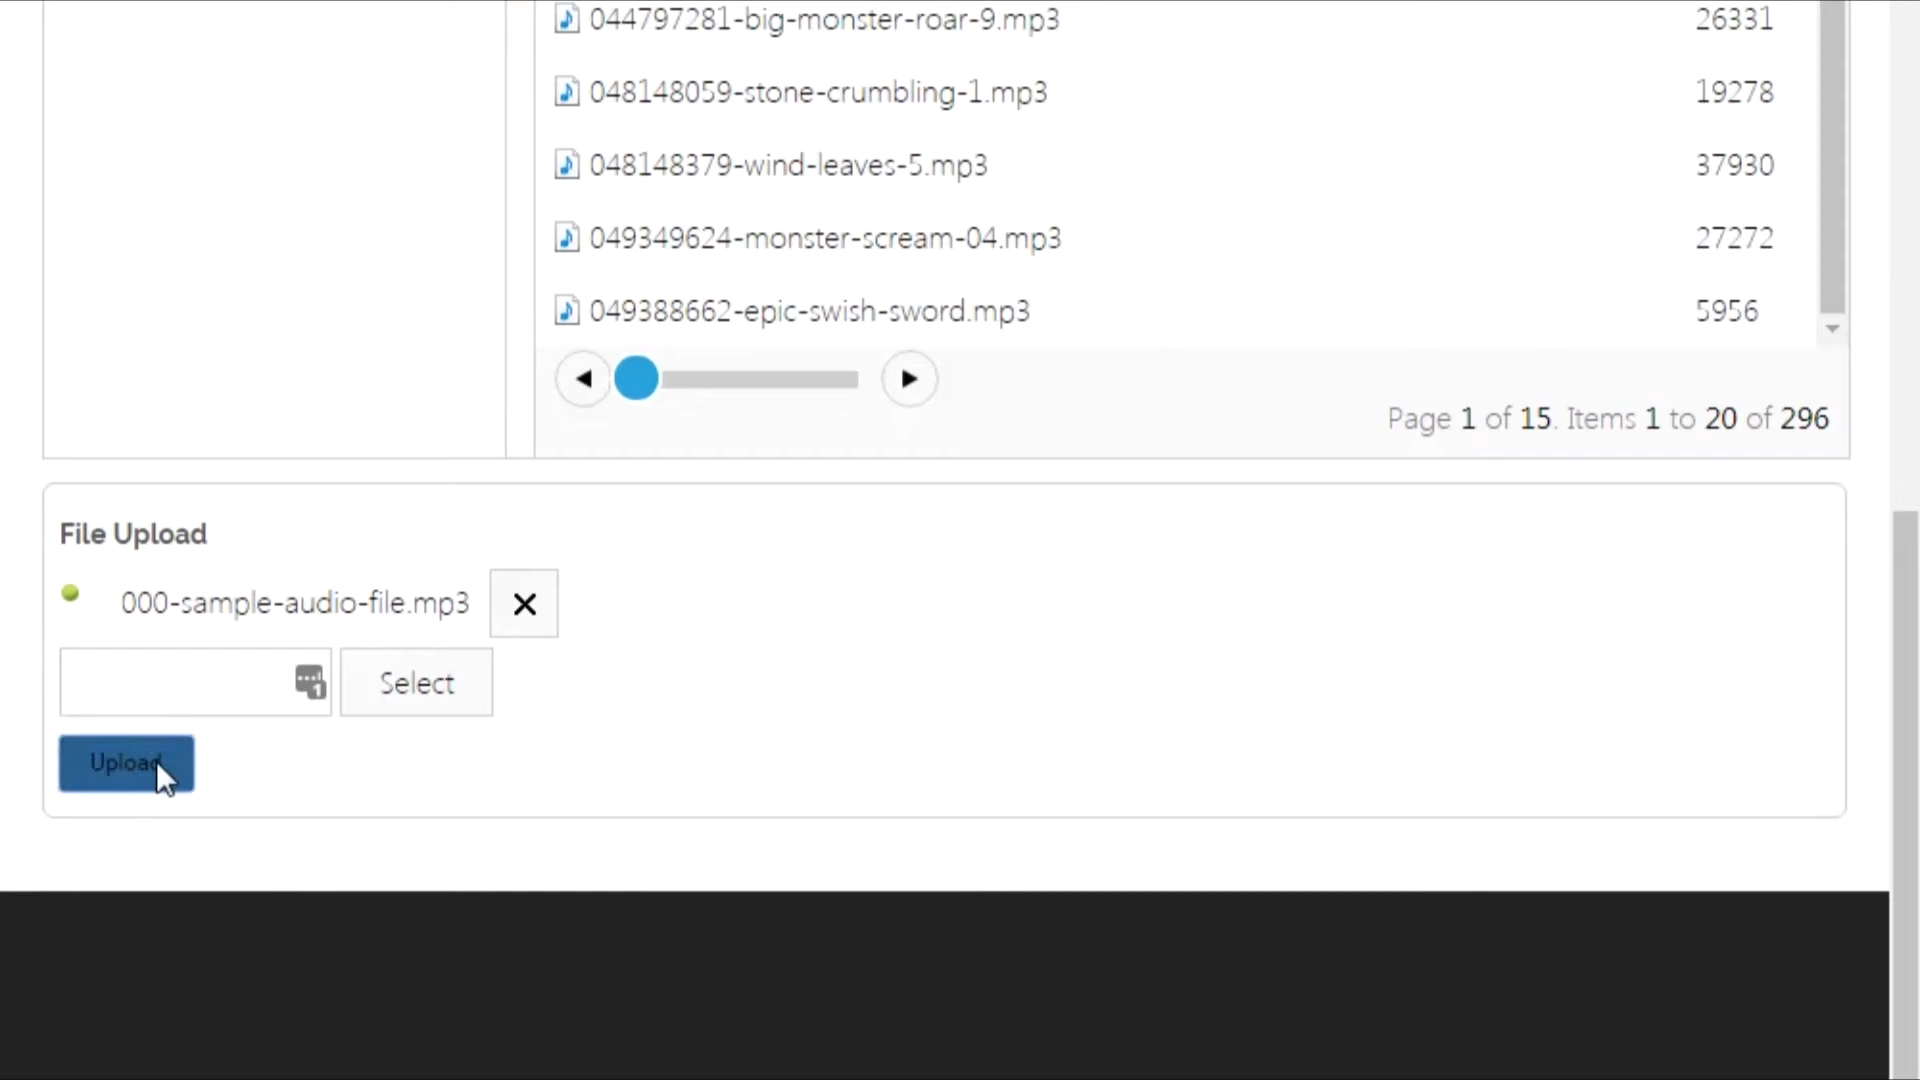 044797281-big-monster-roar-9.mp3 26331
048148059-stone-crumbling-1.mp3 19278
048148379-wind-leaves-5.mp3 37930
049349624-monster-scream-04.mp3 27272
049388662-epic-swish-sword.mp3 5956
Page 1 of 15. Items 1 to 20 of 296
File Upload
000-sample-audio-file.mp3
1
Select
Upload